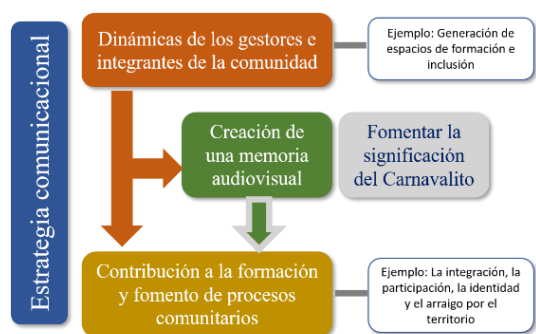 Estrategia comunicacional
Dinámicas de los gestores e
integrantes de la comunidad
Ejemplo: Generación de
espacios de formación e
inclusión
Creación de
una memoria
audiovisual
Fomentar la
significación
del Carnavalito
Contribución a la formación
y fomento de procesos
comunitarios
Ejemplo: La integración, la
participación, la identidad
y el arraigo por el
territorio